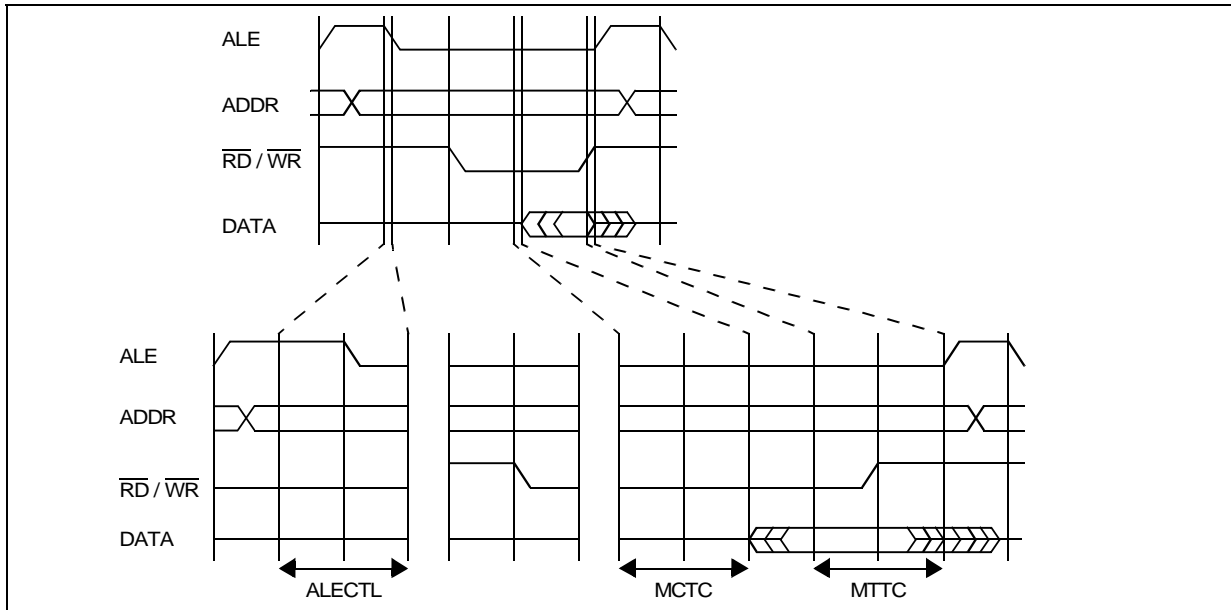 ALE
ADDR
RD / WR
DATA
ALE
ADDR
RD / WR
DATA
ALECTL
MCTC
MTTC